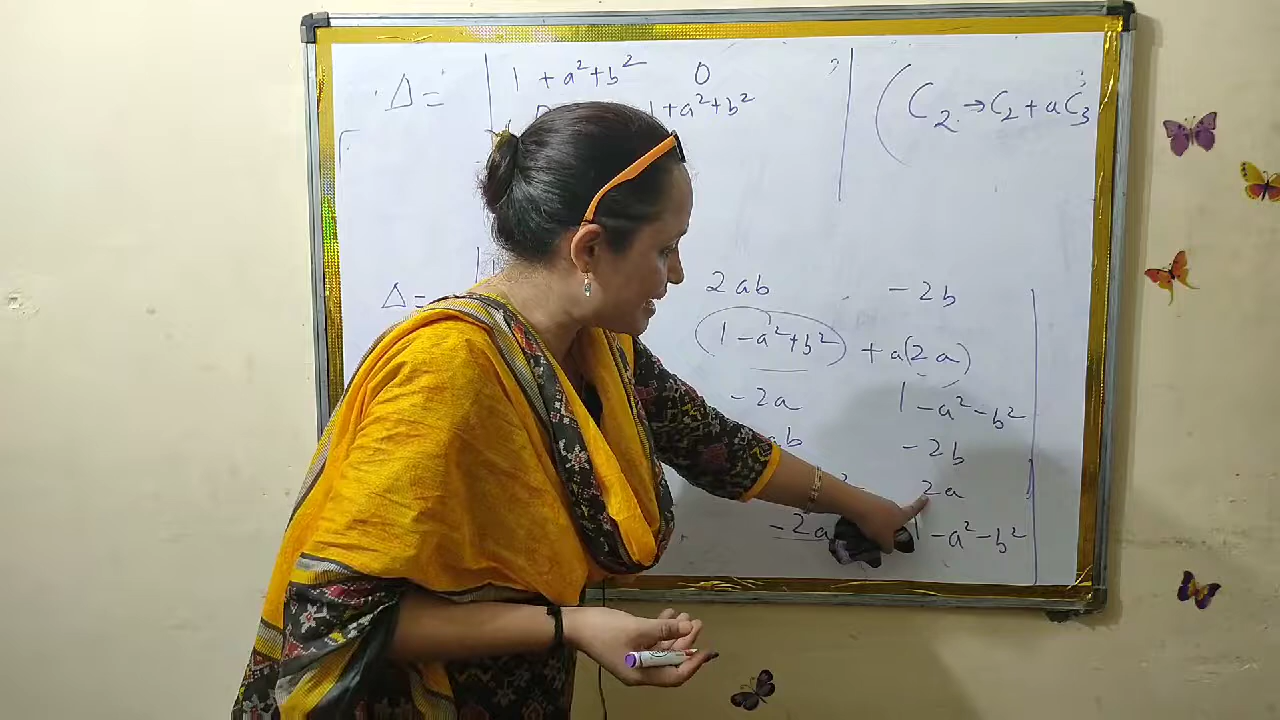 Δ = | 1 + a² + b² 0 | ( C₂ → C₂ + a C₃
1 + a² + b²
Δ = 2ab - 2b
1 - a² + b² + a(2a)
- 2a 1 - a² - b²
- 2b
2a
- 2a 1 - a² - b²